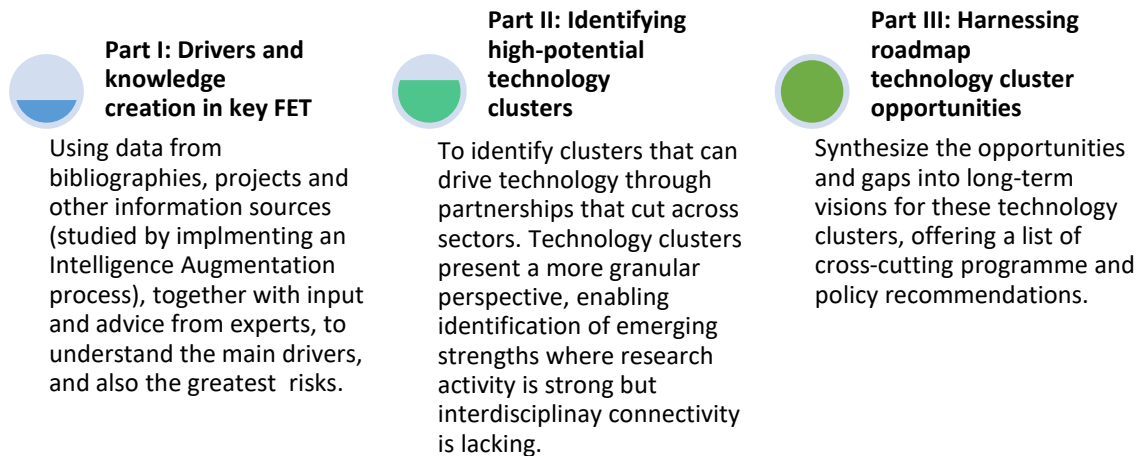 Part I: Drivers and
knowledge
creation in key FET
Using data from
bibliographies, projects and
other information sources
(studied by implmenting an
Intelligence Augmentation
process), together with input
and advice from experts, to
understand the main drivers,
and also the greatest  risks.
Part II: Identifying
high-potential
technology
clusters
To identify clusters that can
drive technology through
partnerships that cut across
sectors. Technology clusters
present a more granular
perspective, enabling
identification of emerging
strengths where research
activity is strong but
interdisciplinay connectivity
is lacking.
Part III: Harnessing
roadmap
technology cluster
opportunities
Synthesize the opportunities
and gaps into long-term
visions for these technology
clusters, offering a list of
cross-cutting programme and
policy recommendations.